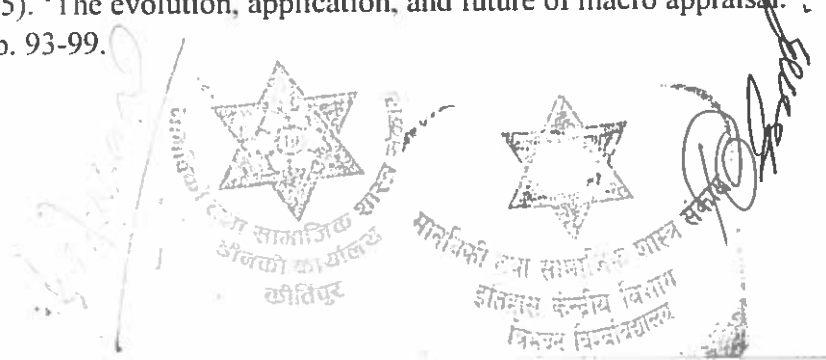 5). "The evolution, application, and future of macro appraisal."
p. 93-99.
मानविकी तथा सामाजिक शास्त्र संकाय
डीनको कार्यालय
कीर्तिपुर
मानविकी तथा सामाजिक शास्त्र संकाय
इतिहास केन्द्रीय विभाग
त्रिभुवन विश्वविद्यालय